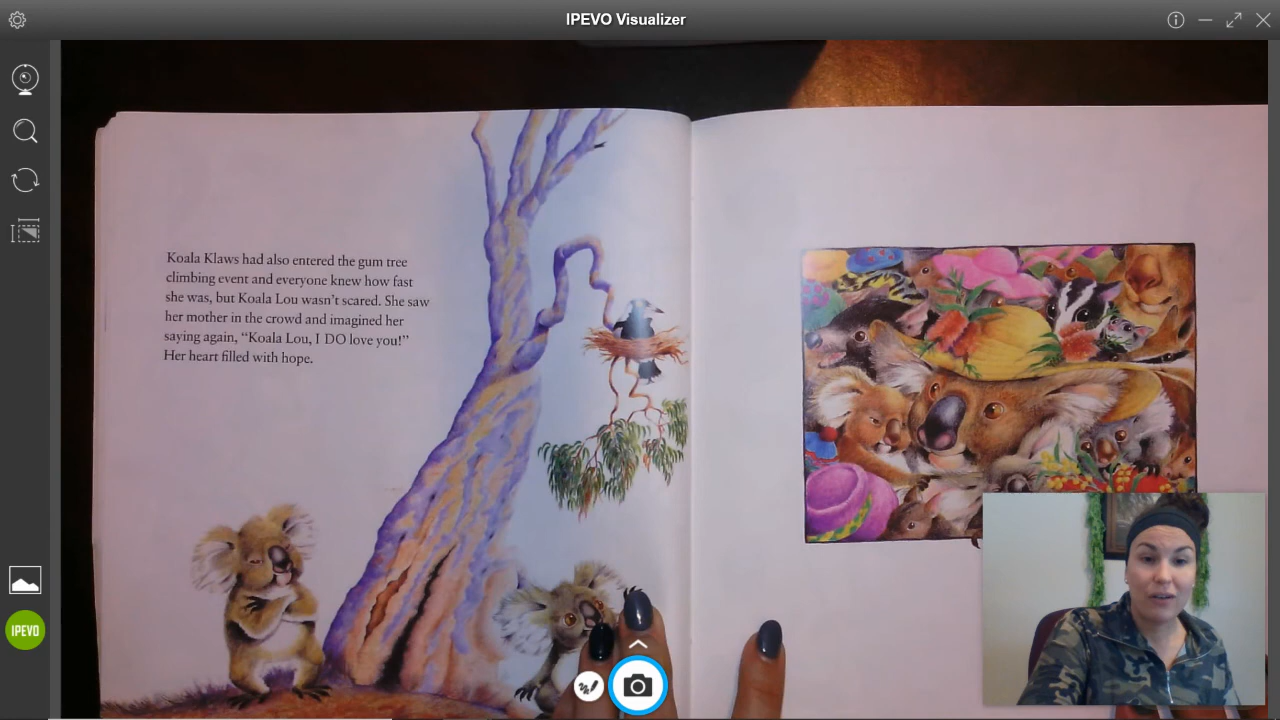 IPEVO Visualizer
Koala Klaws had also entered the gum tree
climbing event and everyone knew how fast
she was, but Koala Lou wasn't scared. She saw
her mother in the crowd and imagined her
saying again, "Koala Lou, I DO love you!"
Her heart filled with hope.
IPEVO